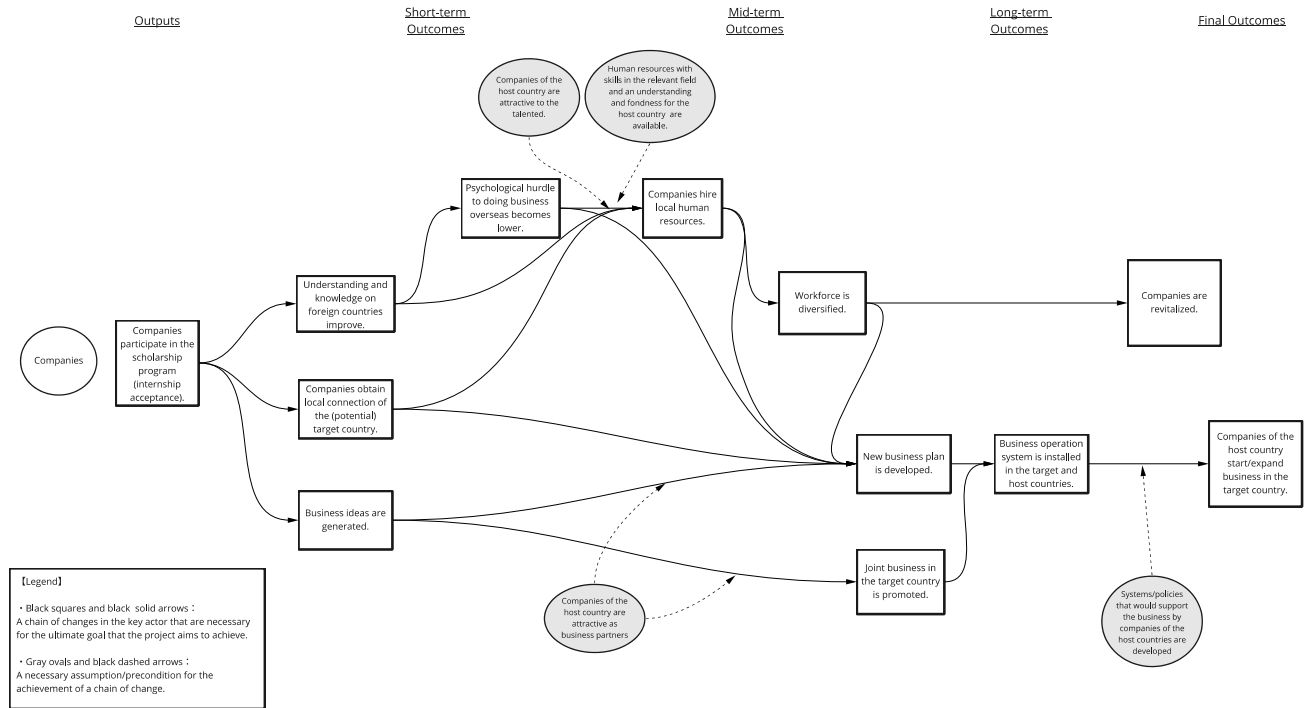 Outputs
Short-term
Outcomes
Mid-term
Outcomes
Long-term
Outcomes
Final Outcomes
Companies of the
host country are
attractive to the
talented.
Human resources with
skills in the relevant field
and an understanding
and fondness for the
host country are
available.
Psychological hurdle
to doing business
overseas becomes
lower.
Companies hire
local human
resources.
Understanding and
knowledge on
foreign countries
improve.
Workforce is
diversified.
Companies are
revitalized.
Companies
Companies
participate in the
scholarship
program
(internship
acceptance).
Companies obtain
local connection of
the (potential)
target country.
New business plan
is developed.
Business operation
system is installed
in the target and
host countries.
Companies of the
host country
start/expand
business in the
target country.
Business ideas are
generated.
Joint business in
the target country
is promoted.
Companies of the
host country are
attractive as
business partners
Systems/policies
that would support
the business by
companies of the
host countries are
developed
【Legend】
・Black squares and black solid arrows：
A chain of changes in the key actor that are necessary
for the ultimate goal that the project aims to achieve.
・Gray ovals and black dashed arrows：
A necessary assumption/precondition for the
achievement of a chain of change.